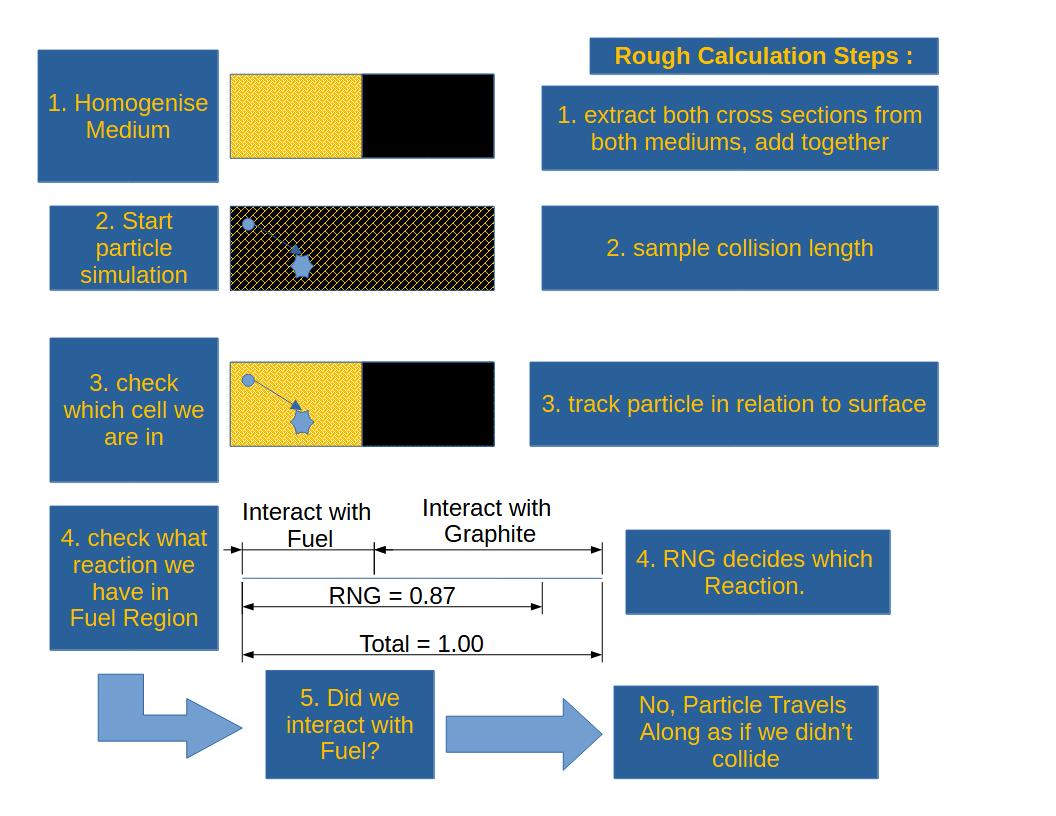 Rough Calculation Steps :
1. Homogenise
Medium
1. extract both cross sections from
both mediums, add together
2. Start
particle
simulation
2. sample collision length
3. check
which cell we
are in
3. track particle in relation to surface
4. check what
reaction we
have in
Fuel Region
Interact with
Fuel
Interact with
Graphite
RNG = 0.87
Total = 1.00
4. RNG decides which
Reaction.
5. Did we
interact with
Fuel?
No, Particle Travels
Along as if we didn’t
collide